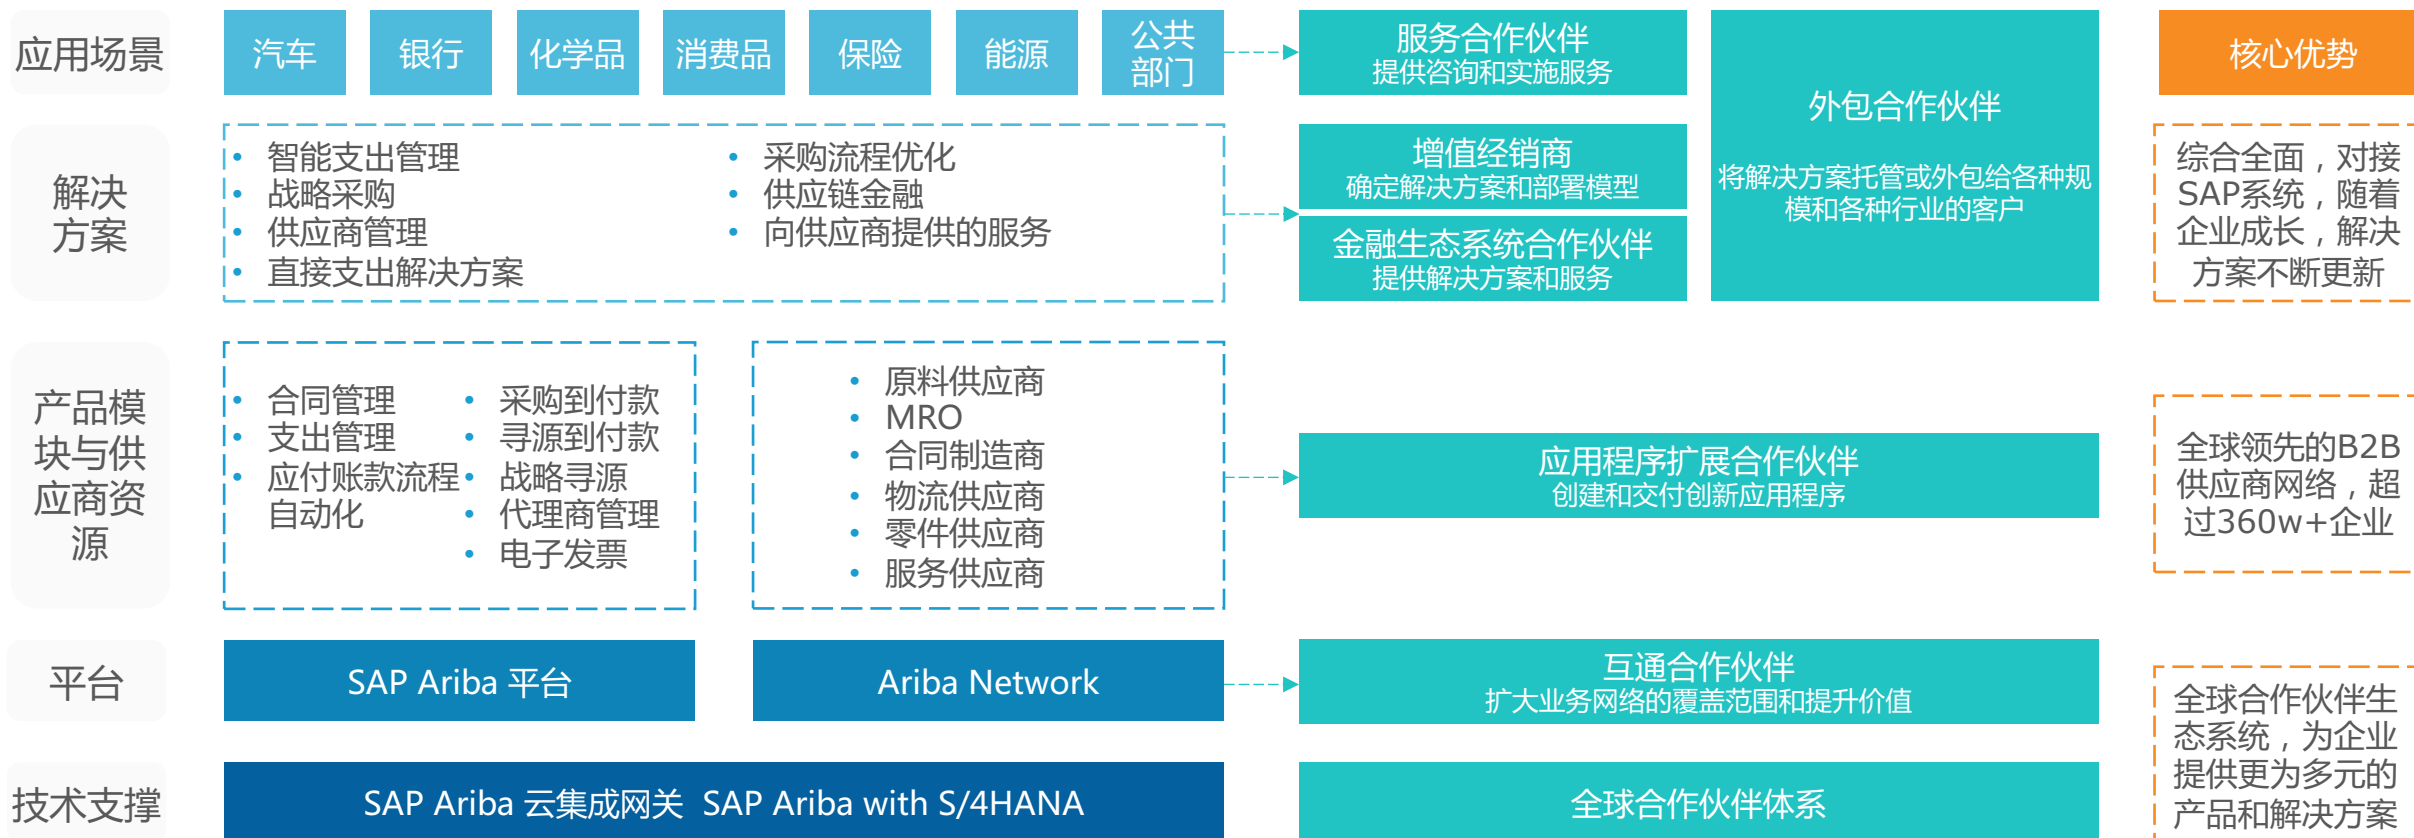 应用场景
汽车
银行
化学品
消费品
保险
能源
公共
部门
服务合作伙伴
提供咨询和实施服务
外包合作伙伴
将解决方案托管或外包给各种规
模和各种行业的客户
核心优势
解决
方案
• 智能支出管理
• 战略采购
• 供应商管理
• 直接支出解决方案
• 采购流程优化
• 供应链金融
• 向供应商提供的服务
增值经销商
确定解决方案和部署模型
金融生态系统合作伙伴
提供解决方案和服务
综合全面，对接
SAP系统，随着
企业成长，解决
方案不断更新
产品模
块与供
应商资
源
• 合同管理
• 支出管理
• 应付账款流程
自动化
• 采购到付款
• 寻源到付款
• 战略寻源
• 代理商管理
• 电子发票
• 原料供应商
• MRO
• 合同制造商
• 物流供应商
• 零件供应商
• 服务供应商
应用程序扩展合作伙伴
创建和交付创新应用程序
全球领先的B2B
供应商网络，超
过360w+企业
平台
SAP Ariba 平台
Ariba Network
互通合作伙伴
扩大业务网络的覆盖范围和提升价值
全球合作伙伴生
态系统，为企业
提供更为多元的
产品和解决方案
技术支撑
SAP Ariba 云集成网关 SAP Ariba with S/4HANA
全球合作伙伴体系